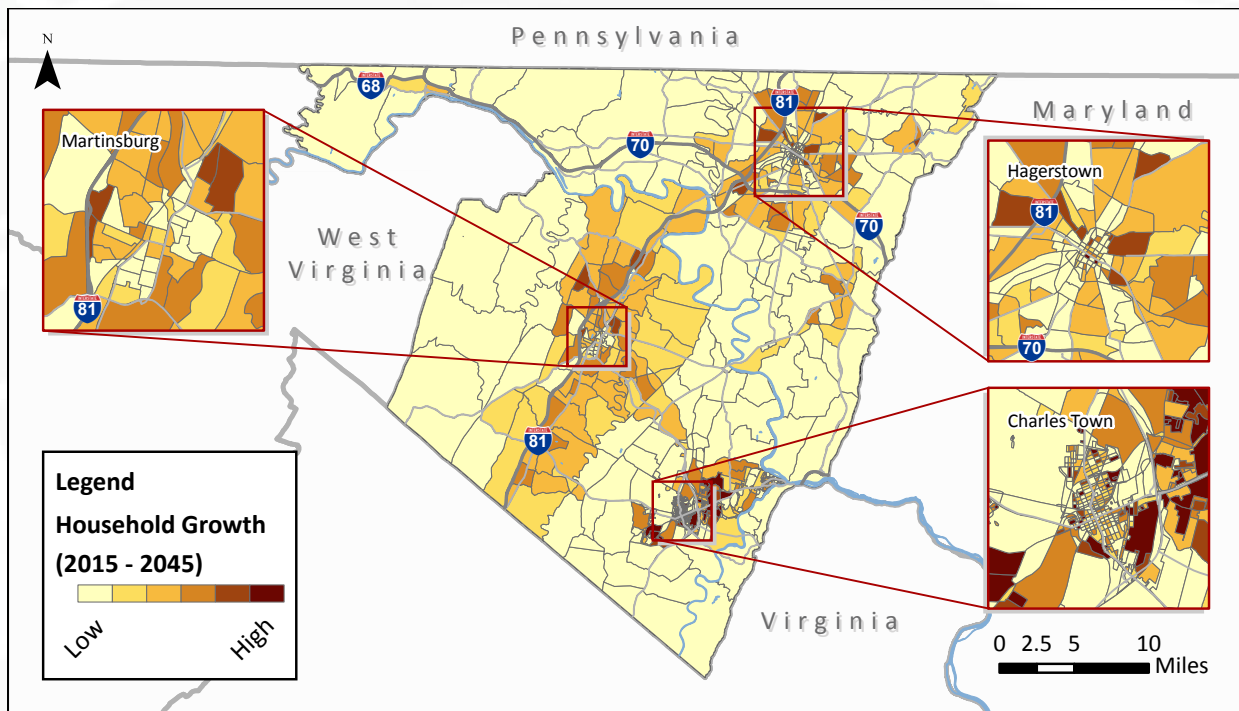 Pennsylvania
N
68
81
Maryland
Martinsburg
70
Hagerstown
81
West
Virginia
70
81
70
Charles Town
81
Legend
Household Growth
(2015 - 2045)
Low
High
Virginia
0 2.5 5 10
Miles